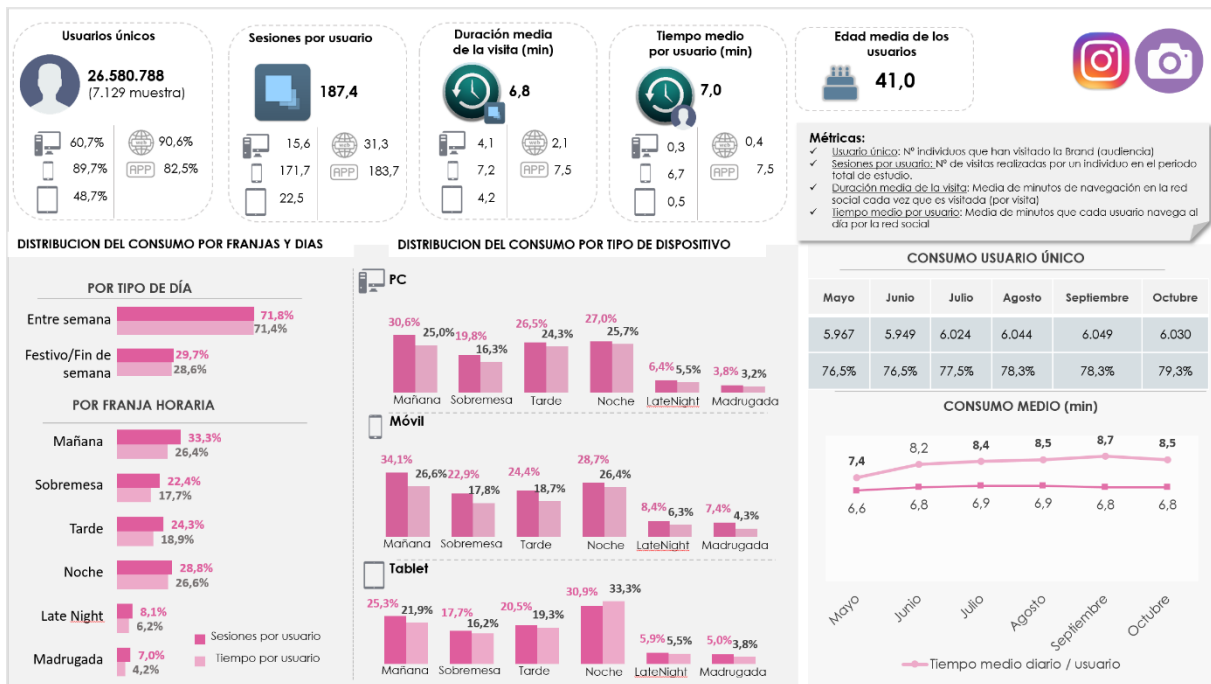 Usuarios únicos
26.580.788
(7.129 muestra)
60,7%
90,6%
89,7%
APP
82,5%
48,7%
Sesiones por usuario
187,4
15,6
31,3
171,7
APP
183,7
22,5
Duración media
de la visita (min)
6,8
4,1
2,1
7,2
APP
7,5
4,2
Tiempo medio
por usuario (min)
7,0
0,3
0,4
6,7
APP
7,5
0,5
Edad media de los
usuarios
41,0
Métricas:
✓ Usuario único: Nº individuos que han visitado la Brand (audiencia)
✓ Sesiones por usuario: Nº de visitas realizadas por un individuo en el periodo
total de estudio.
✓ Duración media de la visita: Media de minutos de navegación en la red
social cada vez que es visitada (por visita)
✓ Tiempo medio por usuario: Media de minutos que cada usuario navega al
día por la red social
DISTRIBUCION DEL CONSUMO POR FRANJAS Y DIAS
POR TIPO DE DÍA
Entre semana
71,8%
71,4%
Festivo/Fin de
semana
29,7%
28,6%
POR FRANJA HORARIA
Mañana
33,3%
26,4%
Sobremesa
22,4%
17,7%
Tarde
24,3%
18,9%
Noche
28,8%
26,6%
Late Night
8,1%
6,2%
Madrugada
7,0%
4,2%
Sesiones por usuario
Tiempo por usuario
DISTRIBUCION DEL CONSUMO POR TIPO DE DISPOSITIVO
PC
30,6% 25,0% 19,8% 16,3% 26,5% 24,3% 27,0% 25,7% 6,4% 5,5% 3,8% 3,2%
Mañana Sobremesa Tarde Noche LateNight Madrugada
Móvil
34,1% 26,6% 22,9% 17,8% 24,4% 18,7% 28,7% 26,4% 8,4% 6,3% 7,4% 4,3%
Mañana Sobremesa Tarde Noche LateNight Madrugada
Tablet
25,3% 21,9% 17,7% 16,2% 20,5% 19,3% 30,9% 33,3% 5,9% 5,5% 5,0% 3,8%
Mañana Sobremesa Tarde Noche LateNight Madrugada
CONSUMO USUARIO ÚNICO
Mayo Junio Julio Agosto Septiembre Octubre
5.967 5.949 6.024 6.044 6.049 6.030
76,5% 76,5% 77,5% 78,3% 78,3% 79,3%
CONSUMO MEDIO (min)
7,4 8,2 8,4 8,5 8,7 8,5
6,6 6,8 6,9 6,9 6,8 6,8
Mayo Junio Julio Agosto Septiembre Octubre
Tiempo medio diario / usuario